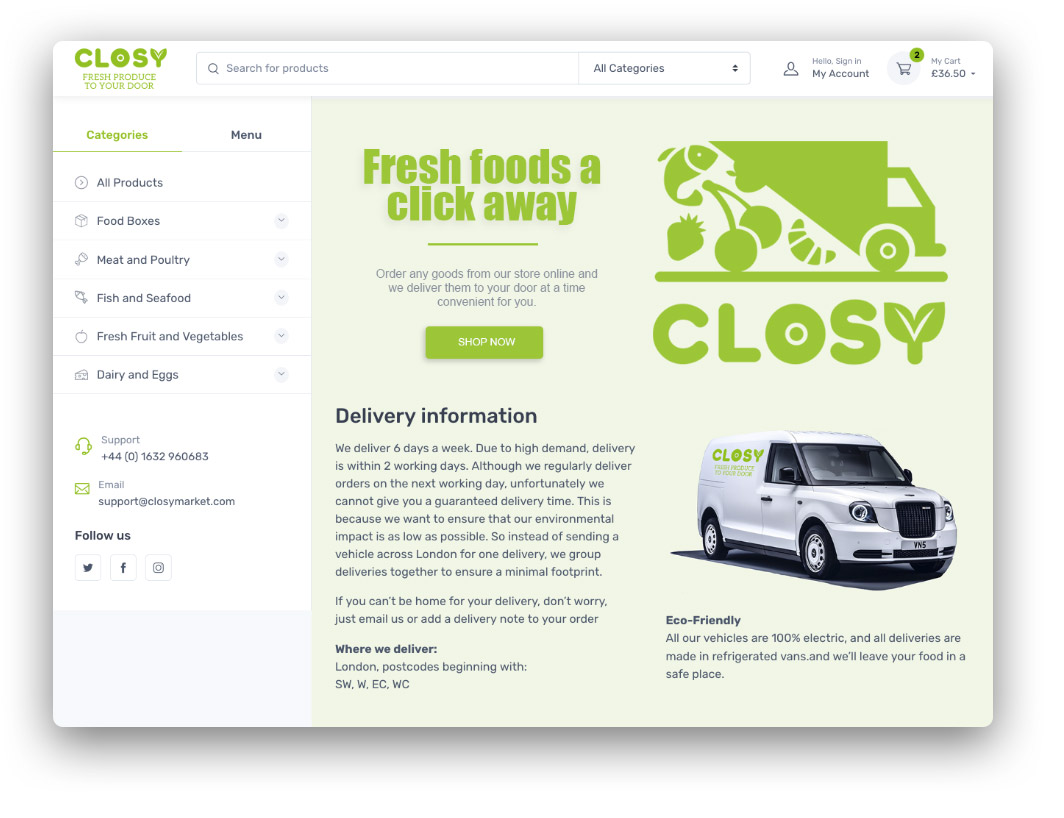 CLOSY
FRESH PRODUCE
TO YOUR DOOR
Search for products
All Categories
Hello, Sign in
My Account
2
My Cart
£36.50
Categories
Menu
All Products
Food Boxes
Meat and Poultry
Fish and Seafood
Fresh Fruit and Vegetables
Dairy and Eggs
Support
+44 (0) 1632 960683
Email
support@closymarket.com
Follow us
Fresh foods a
click away
Order any goods from our store online and
we deliver them to your door at a time
convenient for you.
SHOP NOW
CLOSY
Delivery information
We deliver 6 days a week. Due to high demand, delivery
is within 2 working days. Although we regularly deliver
orders on the next working day, unfortunately we
cannot give you a guaranteed delivery time. This is
because we want to ensure that our environmental
impact is as low as possible. So instead of sending a
vehicle across London for one delivery, we group
deliveries together to ensure a minimal footprint.
If you can’t be home for your delivery, don’t worry,
just email us or add a delivery note to your order
Where we deliver:
London, postcodes beginning with:
SW, W, EC, WC
CLOSY
FRESH PRODUCE
TO YOUR DOOR
VN5
Eco-Friendly
All our vehicles are 100% electric, and all deliveries are
made in refrigerated vans.and we’ll leave your food in a
safe place.